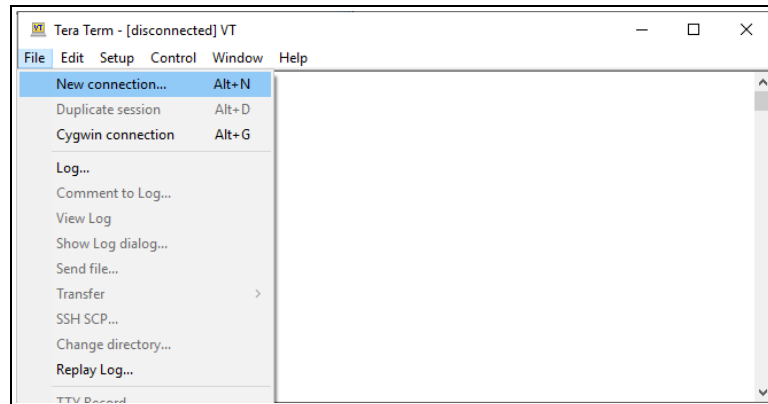 VT Tera Term - [disconnected] VT
File Edit Setup Control Window Help
New connection... Alt+N
Duplicate session Alt+D
Cygwin connection Alt+G
Log...
Comment to Log...
View Log
Show Log dialog...
Send file...
Transfer
SSH SCP...
Change directory...
Replay Log...
TTY Record